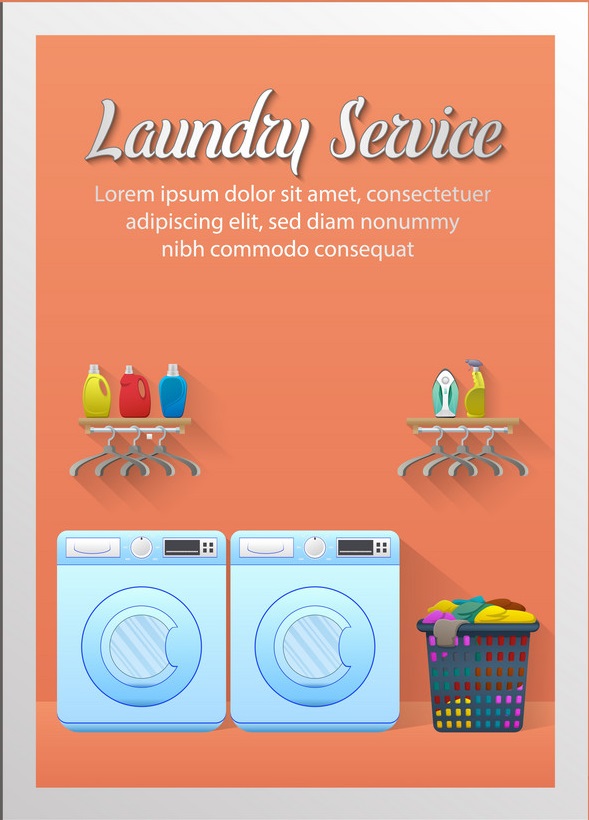 Laundry Service
Lorem ipsum dolor sit amet, consectetuer
adipiscing elit, sed diam nonummy
nibh commodo consequat